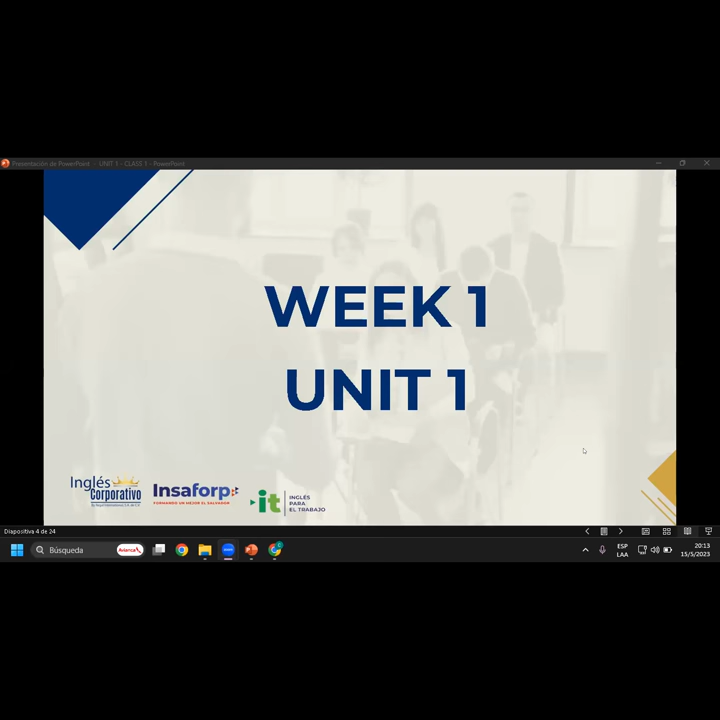 Presentación de PowerPoint - UNIT 1 - CLASS 1 - PowerPoint
WEEK 1
UNIT 1
Inglés
Corporativo
Insaforp
FORMANDO UN MEJOR EL SALVADOR
it
INGLÉS
PARA
EL TRABAJO
Diapositiva 4 de 24
Búsqueda
Avianca
ESP
LAA
20:13
15/5/2023